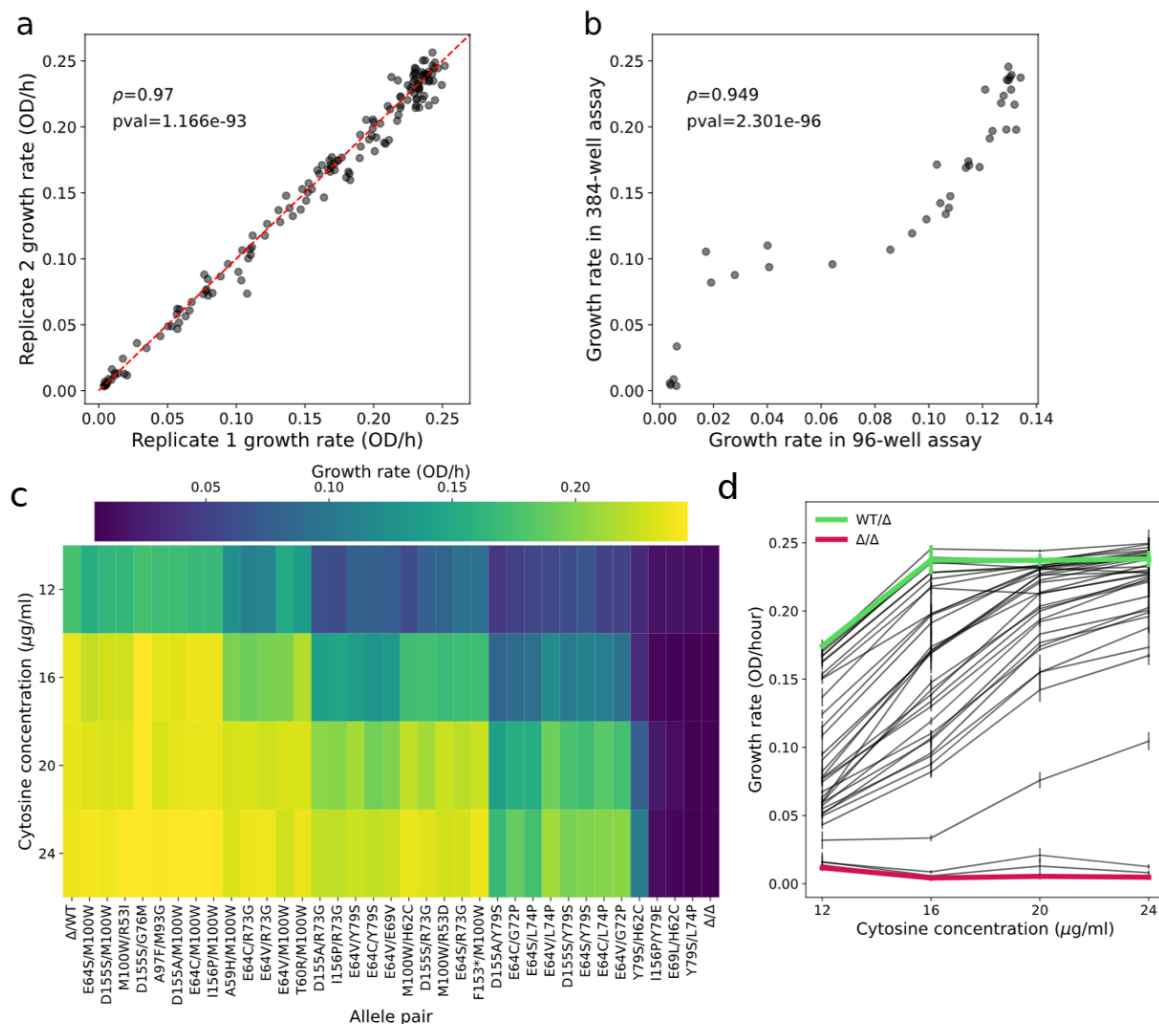 a
ρ=0.97
pval=1.166e-93
Replicate 2 growth rate (OD/h)
0.25
0.20
0.15
0.10
0.05
0.00
0.00 0.05 0.10 0.15 0.20 0.25
Replicate 1 growth rate (OD/h)
b
ρ=0.949
pval=2.301e-96
Growth rate in 384-well assay
0.25
0.20
0.15
0.10
0.05
0.00
0.00 0.02 0.04 0.06 0.08 0.10 0.12 0.14
Growth rate in 96-well assay
c
Growth rate (OD/h)
0.05 0.10 0.15 0.20
Cytosine concentration (μg/ml)
12
16
20
24
Δ/WT
E64S/M100W
D155S/M100W
M100W/R53I
D155S/G76M
A97F/M93G
D155A/M100W
E64C/M100W
I156P/M100W
A59H/M100W
E64C/R73G
E64V/R73G
E64V/M100W
T60R/M100W
D155A/R73G
I156P/R73G
E64V/Y79S
E64C/Y79S
E64V/E69V
M100W/H62C
D155S/R73G
M100W/R53D
E64S/R73G
F153*/M100W
D155A/Y79S
E64C/G72P
E64S/L74P
E64V/L74P
D155S/Y79S
E64S/Y79S
E64C/L74P
E64V/G72P
Y79S/H62C
I156P/Y79E
E69L/H62C
Y79S/L74P
Δ/Δ
Allele pair
d
WT/Δ
Δ/Δ
Growth rate (OD/hour)
0.25
0.20
0.15
0.10
0.05
0.00
12 16 20 24
Cytosine concentration (μg/ml)